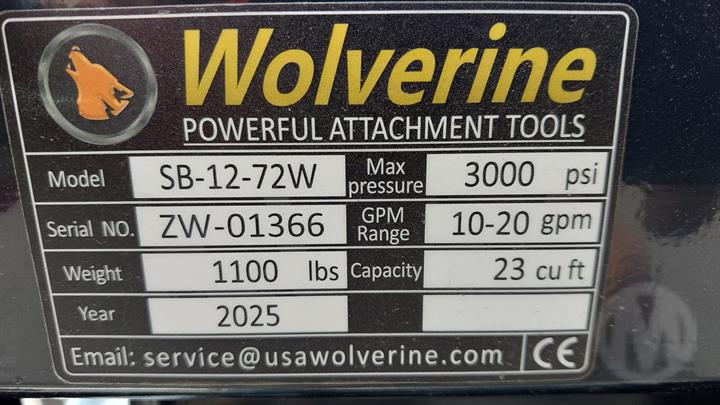 Wolverine
POWERFUL ATTACHMENT TOOLS
Model SB-12-72W Max pressure 3000 psi
Serial NO. ZW-01366 GPM Range 10-20 gpm
Weight 1100 lbs Capacity 23 cu ft
Year 2025
Email: service@usawolverine.com CE
M